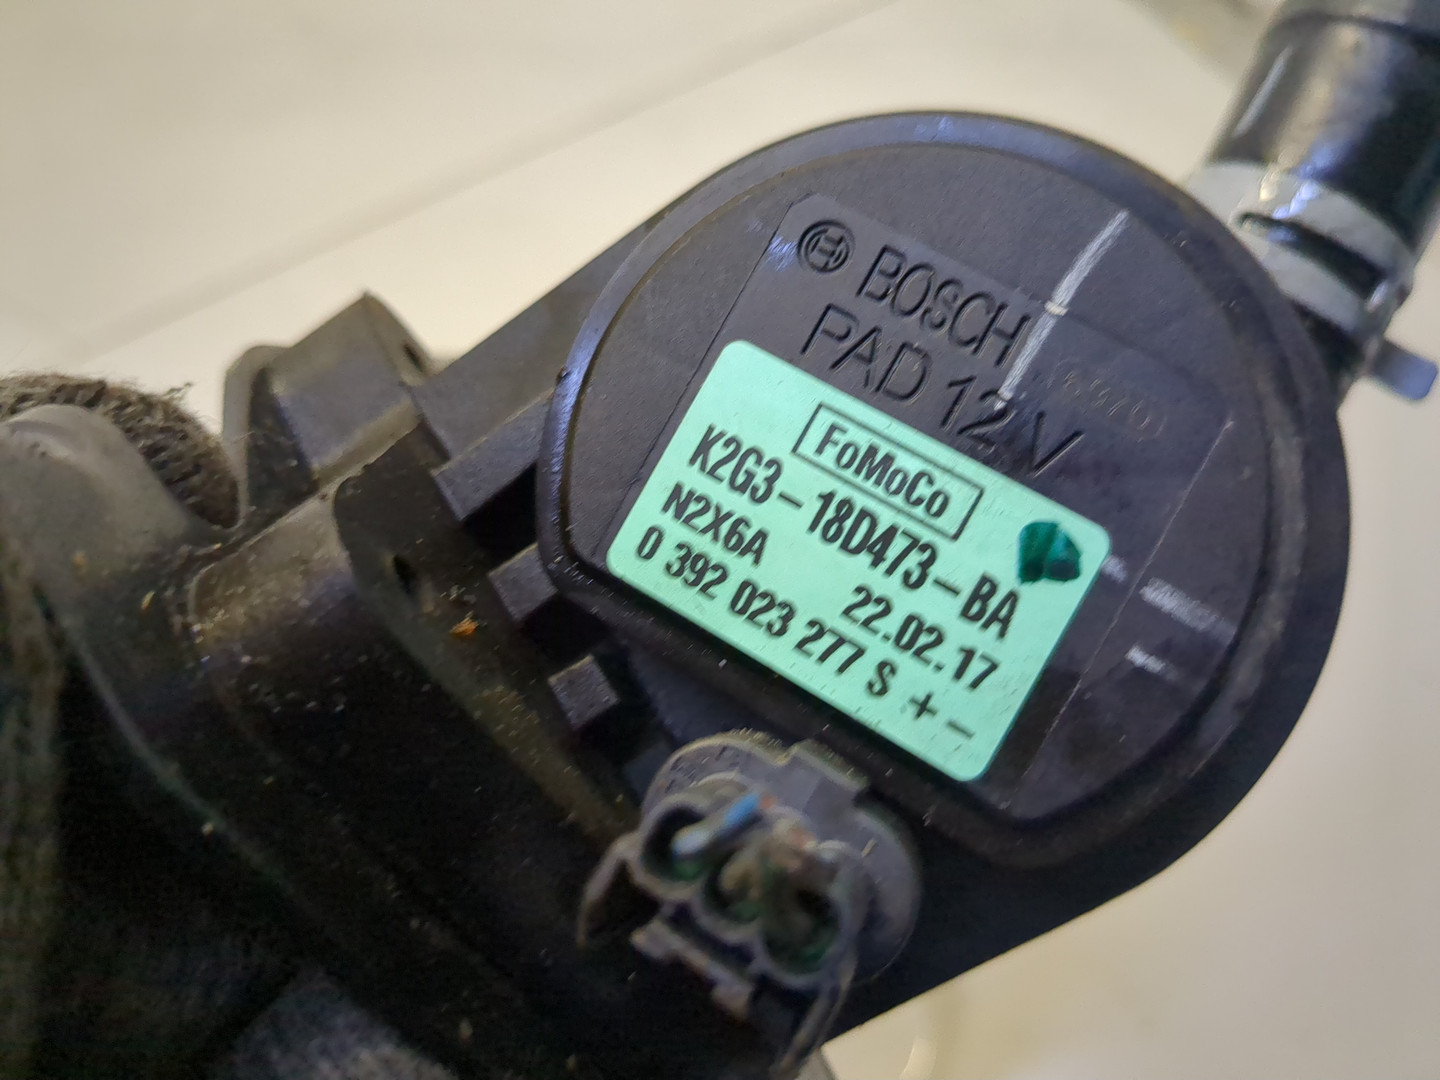 BOSCH
PAD 12 V
FoMoCo
K2G3-18D473-BA
N2X6A 22.02.17
0 392 023 277 S + -